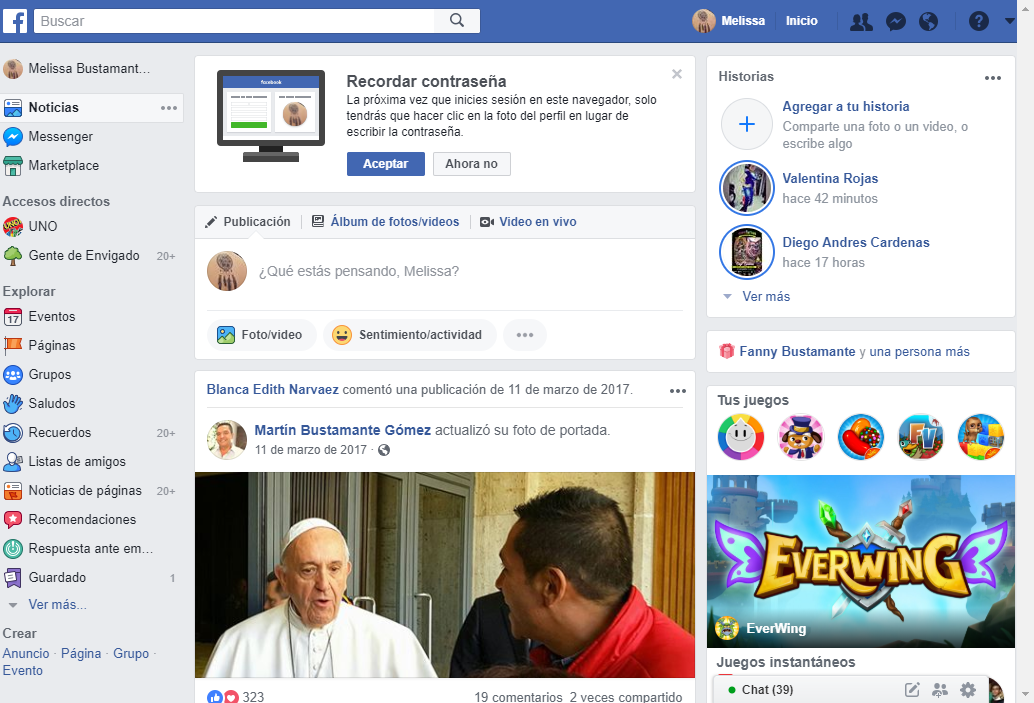 f
Buscar
Melissa
Inicio
Melissa Bustamant...
Noticias
Messenger
Marketplace
Accesos directos
UNO
Gente de Envigado 20+
Explorar
17 Eventos
Páginas
Grupos
Saludos
Recuerdos 20+
Listas de amigos
Noticias de páginas 20+
Recomendaciones
Respuesta ante em...
Guardado 1
Ver más...
Crear
Anuncio · Página · Grupo ·
Evento
facebook
Recordar contraseña
La próxima vez que inicies sesión en este navegador, solo
tendrás que hacer clic en la foto del perfil en lugar de
escribir la contraseña.
Aceptar
Ahora no
Publicación
Álbum de fotos/videos
Video en vivo
¿Qué estás pensando, Melissa?
Foto/video
Sentimiento/actividad
Blanca Edith Narvaez comentó una publicación de 11 de marzo de 2017.
Martín Bustamante Gómez actualizó su foto de portada.
11 de marzo de 2017 ·
323
19 comentarios 2 veces compartido
Historias
Agregar a tu historia
Comparte una foto o un video, o
escribe algo
Valentina Rojas
hace 42 minutos
Diego Andres Cardenas
hace 17 horas
Ver más
Fanny Bustamante y una persona más
Tus juegos
FV
EVERWING
EverWing
Juegos instantáneos
Chat (39)